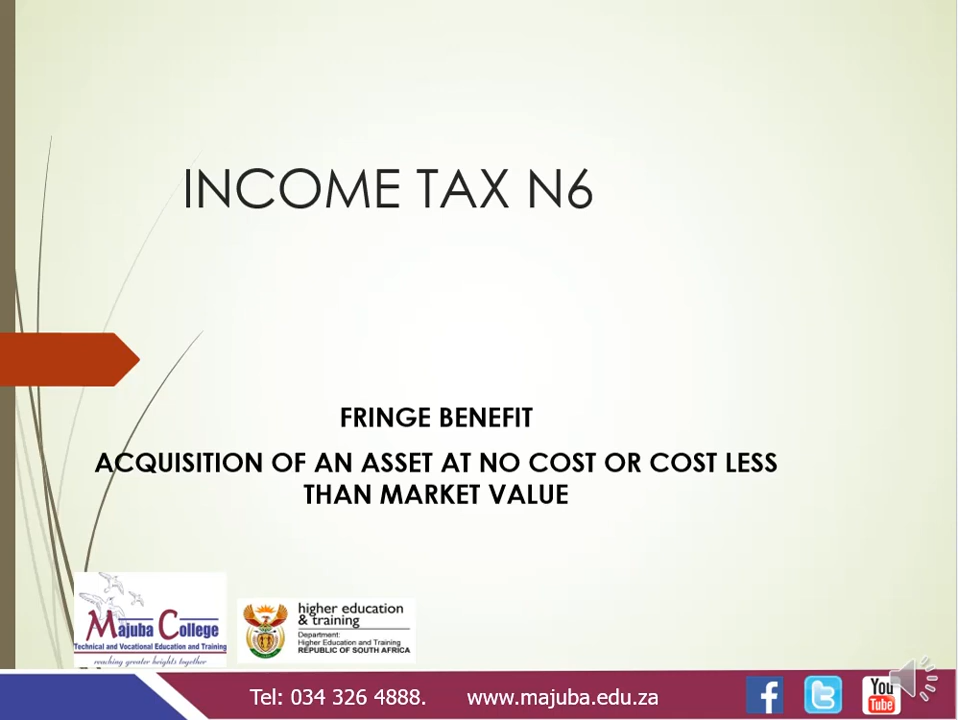 INCOME TAX N6
FRINGE BENEFIT
ACQUISITION OF AN ASSET AT NO COST OR COST LESS
THAN MARKET VALUE
Majuba College
Technical and Vocational Education and Training
reaching greater heights together
higher education
& training
Department:
Higher Education and Training
REPUBLIC OF SOUTH AFRICA
Tel: 034 326 4888. www.majuba.edu.za
You
Tube